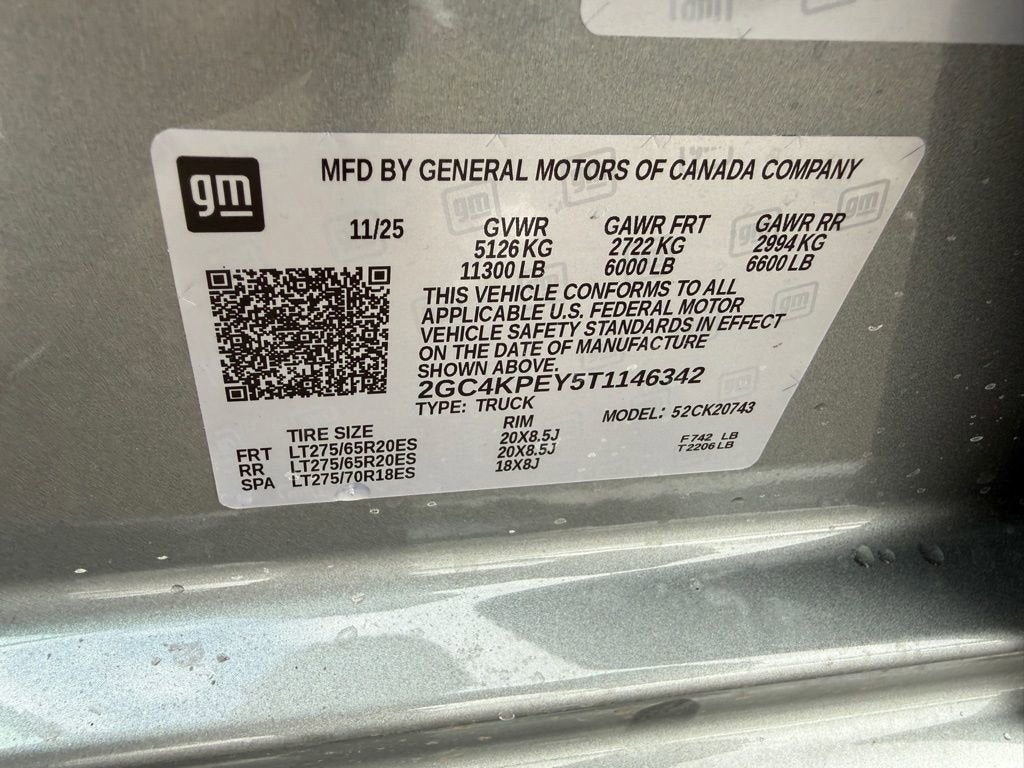 gm
MFD BY GENERAL MOTORS OF CANADA COMPANY
11/25 GVWR GAWR FRT GAWR RR
5126 KG 2722 KG 2994 KG
11300 LB 6000 LB 6600 LB
THIS VEHICLE CONFORMS TO ALL
APPLICABLE U.S. FEDERAL MOTOR
VEHICLE SAFETY STANDARDS IN EFFECT
ON THE DATE OF MANUFACTURE
SHOWN ABOVE.
2GC4KPEY5T1146342
TYPE: TRUCK MODEL: 52CK20743
TIRE SIZE RIM
FRT LT275/65R20ES 20X8.5J F 742 LB
RR LT275/65R20ES 20X8.5J T 2206 LB
SPA LT275/70R18ES 18X8J